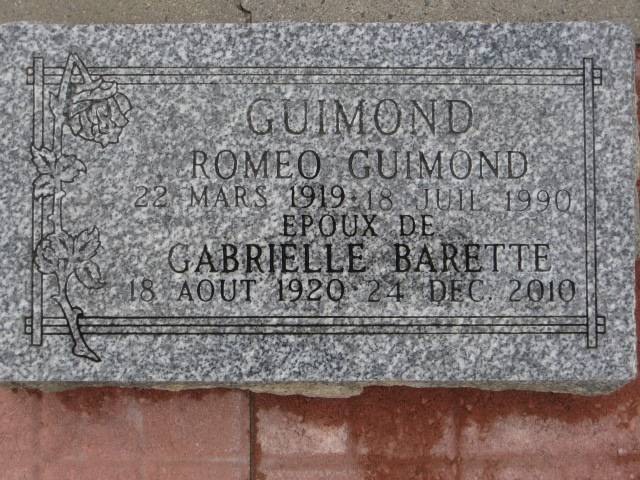 GUIMOND
ROMEO GUIMOND
22 MARS 1919 · 18 JUIL 1990
EPOUX DE
GABRIELLE BARETTE
18 AOUT 1920 · 24 DEC. 2010